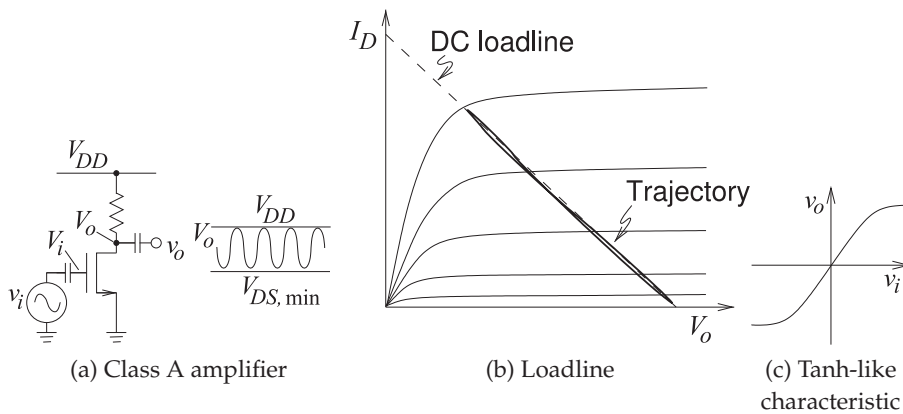 V_DD
V_o
V_i
v_o
v_i
(a) Class A amplifier
V_DD
V_o
V_DS, min
I_D
DC loadline
Trajectory
V_o
(b) Loadline
v_o
v_i
(c) Tanh-like
characteristic